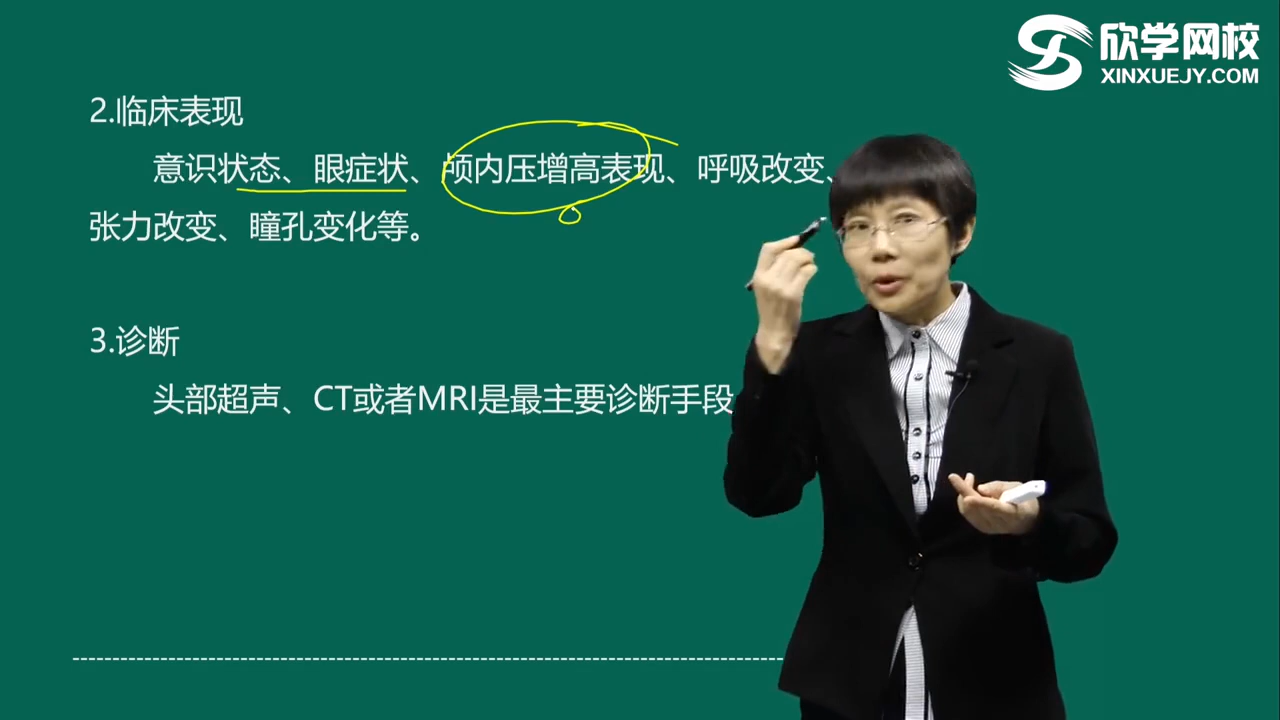 欣学网校
XINXUEJY.COM
2.临床表现
意识状态、眼症状、颅内压增高表现、呼吸改变、
张力改变、瞳孔变化等。
3.诊断
头部超声、CT或者MRI是最主要诊断手段